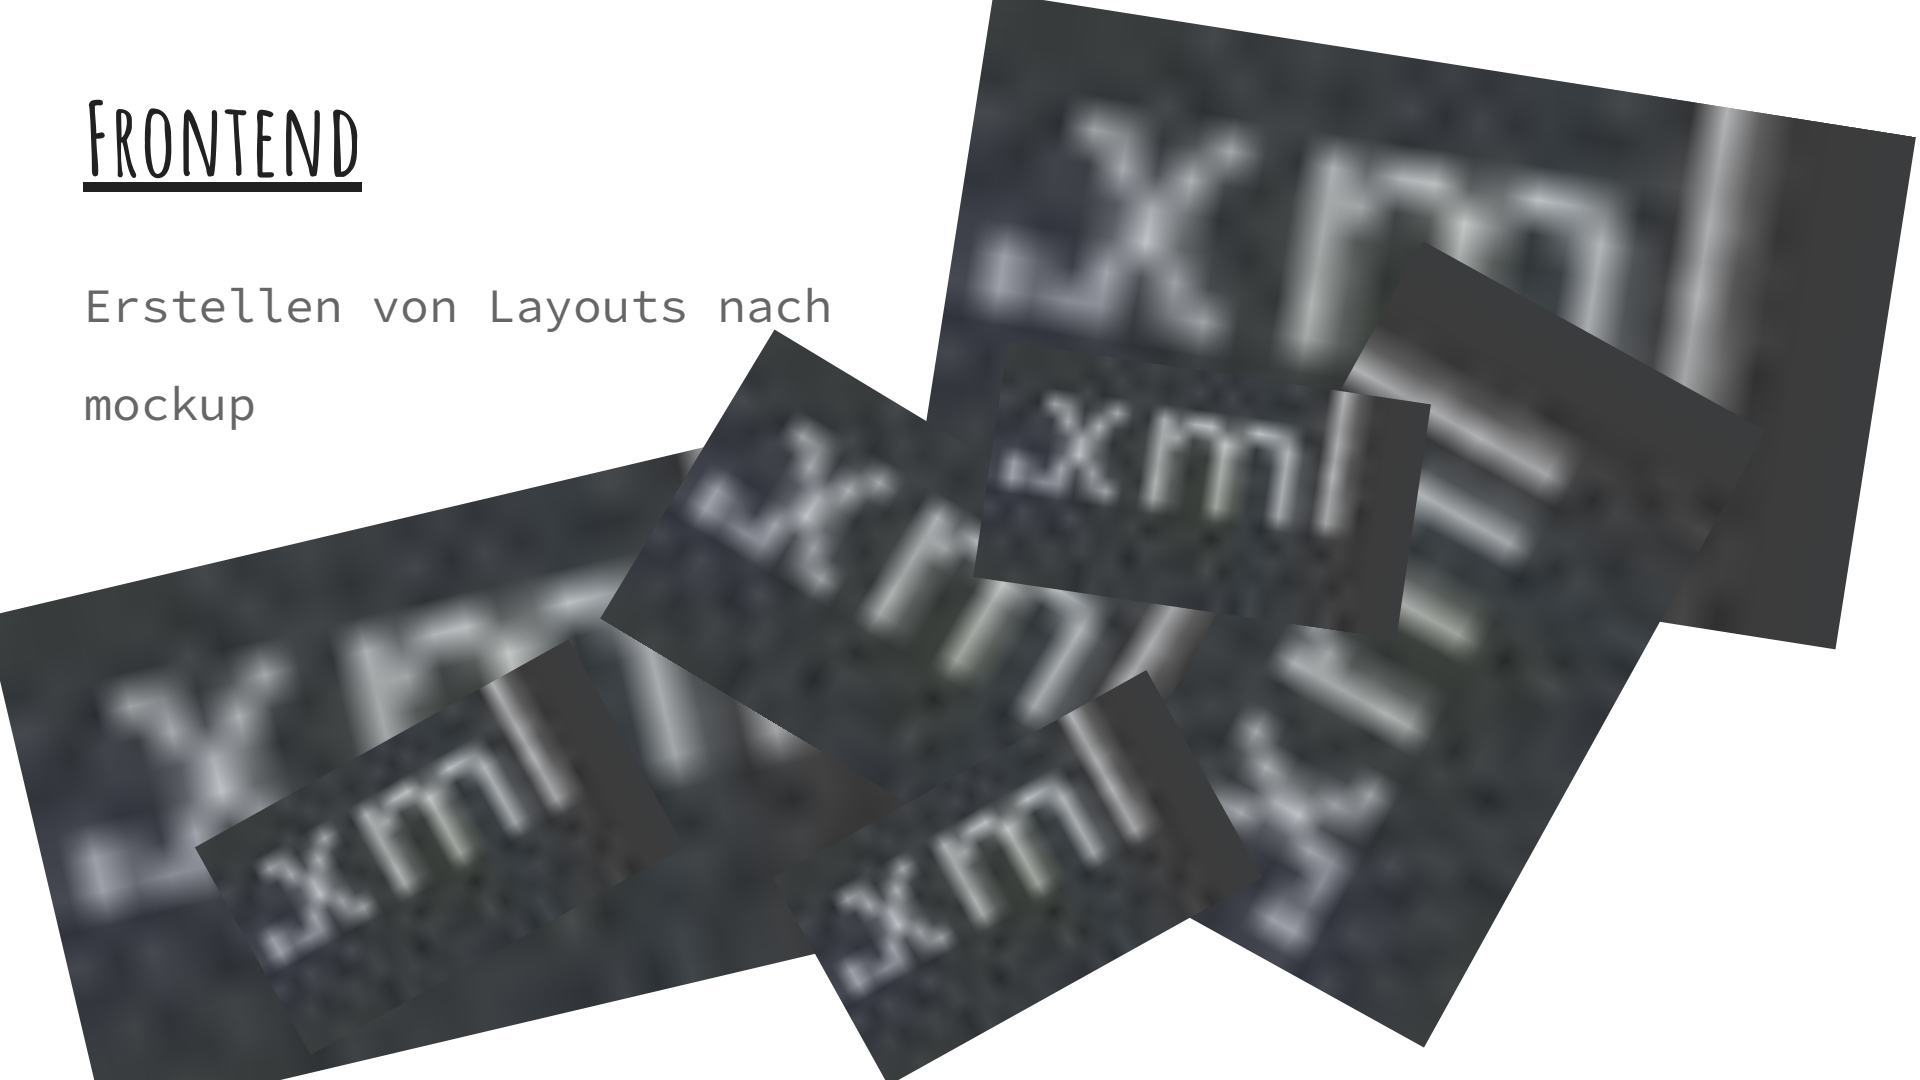 Frontend
Erstellen von Layouts nach
mockup
.xml
.xml
.xml
.xml
.xml
.xml
.xml